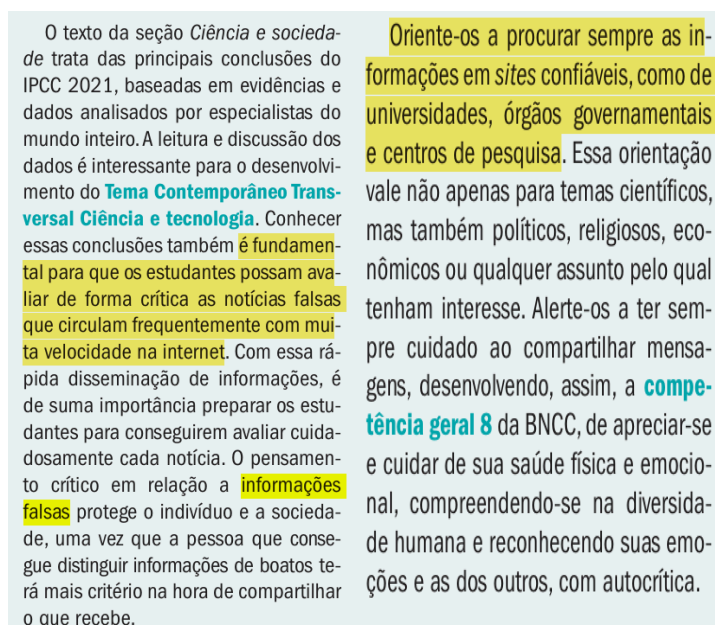 O texto da seção Ciência e socieda-
de trata das principais conclusões do
IPCC 2021, baseadas em evidências e
dados analisados por especialistas do
mundo inteiro. A leitura e discussão dos
dados é interessante para o desenvolvi-
mento do Tema Contemporâneo Trans-
versal Ciência e tecnologia. Conhecer
essas conclusões também é fundamen-
tal para que os estudantes possam ava-
liar de forma crítica as notícias falsas
que circulam frequentemente com mui-
ta velocidade na internet. Com essa rá-
pida disseminação de informações, é
de suma importância preparar os estu-
dantes para conseguirem avaliar cuida-
dosamente cada notícia. O pensamen-
to crítico em relação a informações
falsas protege o indivíduo e a socieda-
de, uma vez que a pessoa que conse-
gue distinguir informações de boatos te-
rá mais critério na hora de compartilhar
o que recebe.
Oriente-os a procurar sempre as in-
formações em sites confiáveis, como de
universidades, órgãos governamentais
e centros de pesquisa. Essa orientação
vale não apenas para temas científicos,
mas também políticos, religiosos, eco-
nômicos ou qualquer assunto pelo qual
tenham interesse. Alerte-os a ter sem-
pre cuidado ao compartilhar mensa-
gens, desenvolvendo, assim, a compe-
tência geral 8 da BNCC, de apreciar-se
e cuidar de sua saúde física e emocio-
nal, compreendendo-se na diversida-
de humana e reconhecendo suas emo-
ções e as dos outros, com autocrítica.